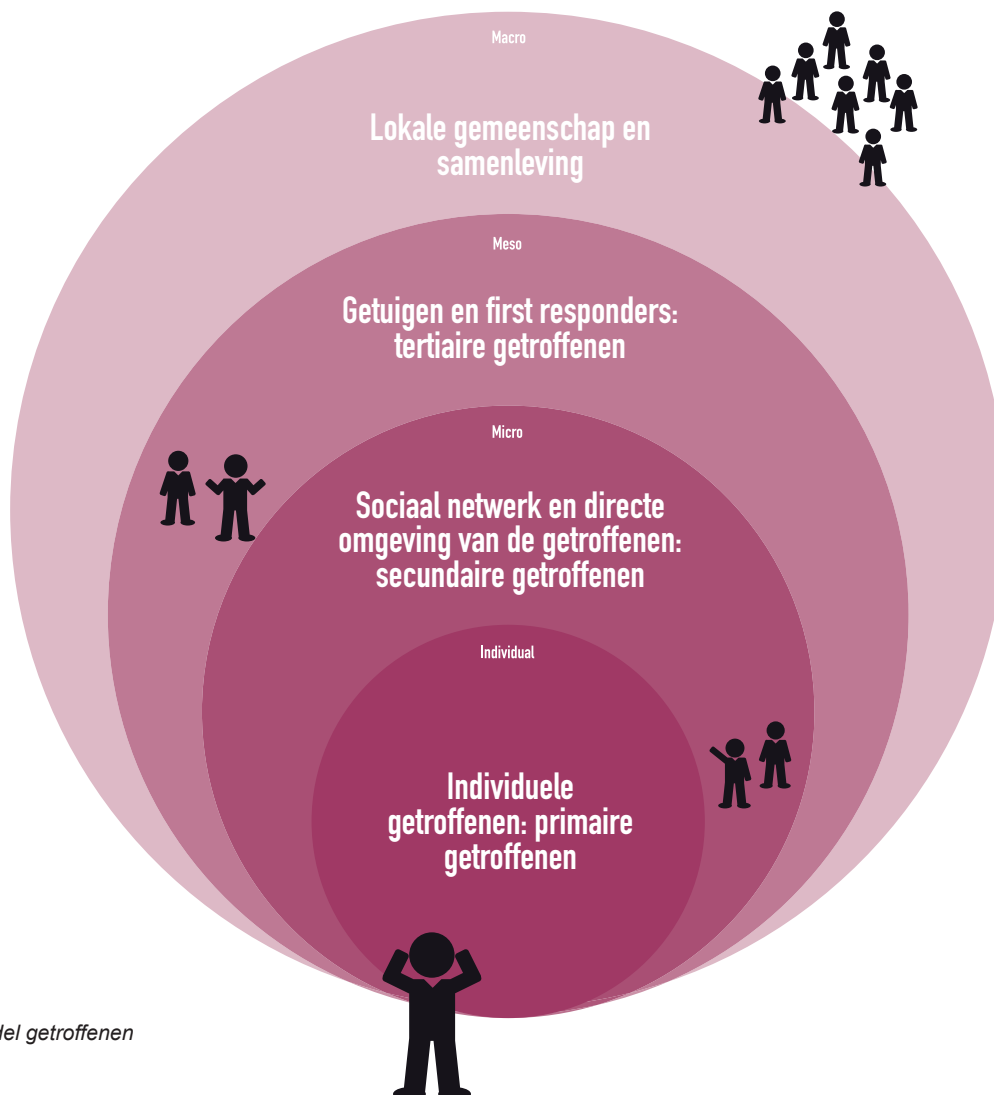 Macro
Lokale gemeenschap en
samenleving
Meso
Getuigen en first responders:
tertiaire getroffenen
Micro
Sociaal netwerk en directe
omgeving van de getroffenen:
secundaire getroffenen
Individual
Individuele
getroffenen: primaire
getroffenen
getroffenen